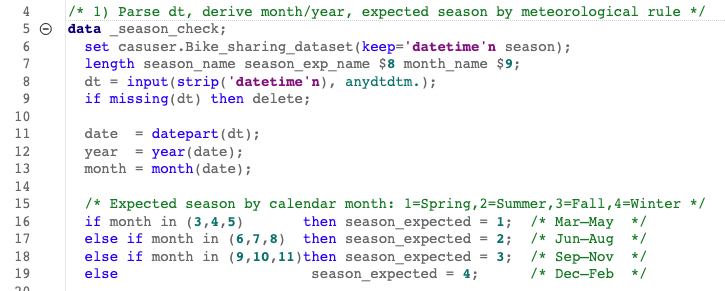 4 /* 1) Parse dt, derive month/year, expected season by meteorological rule */
5 data _season_check;
6 set casuser.Bike_sharing_dataset(keep='datetime'n season);
7 length season_name season_exp_name $8 month_name $9;
8 dt = input(strip('datetime'n), anydtdtm.);
9 if missing(dt) then delete;
10
11 date = datepart(dt);
12 year = year(date);
13 month = month(date);
14
15 /* Expected season by calendar month: 1=Spring,2=Summer,3=Fall,4=Winter */
16 if month in (3,4,5) then season_expected = 1; /* Mar–May */
17 else if month in (6,7,8) then season_expected = 2; /* Jun–Aug */
18 else if month in (9,10,11)then season_expected = 3; /* Sep–Nov */
19 else season_expected = 4; /* Dec–Feb */
20